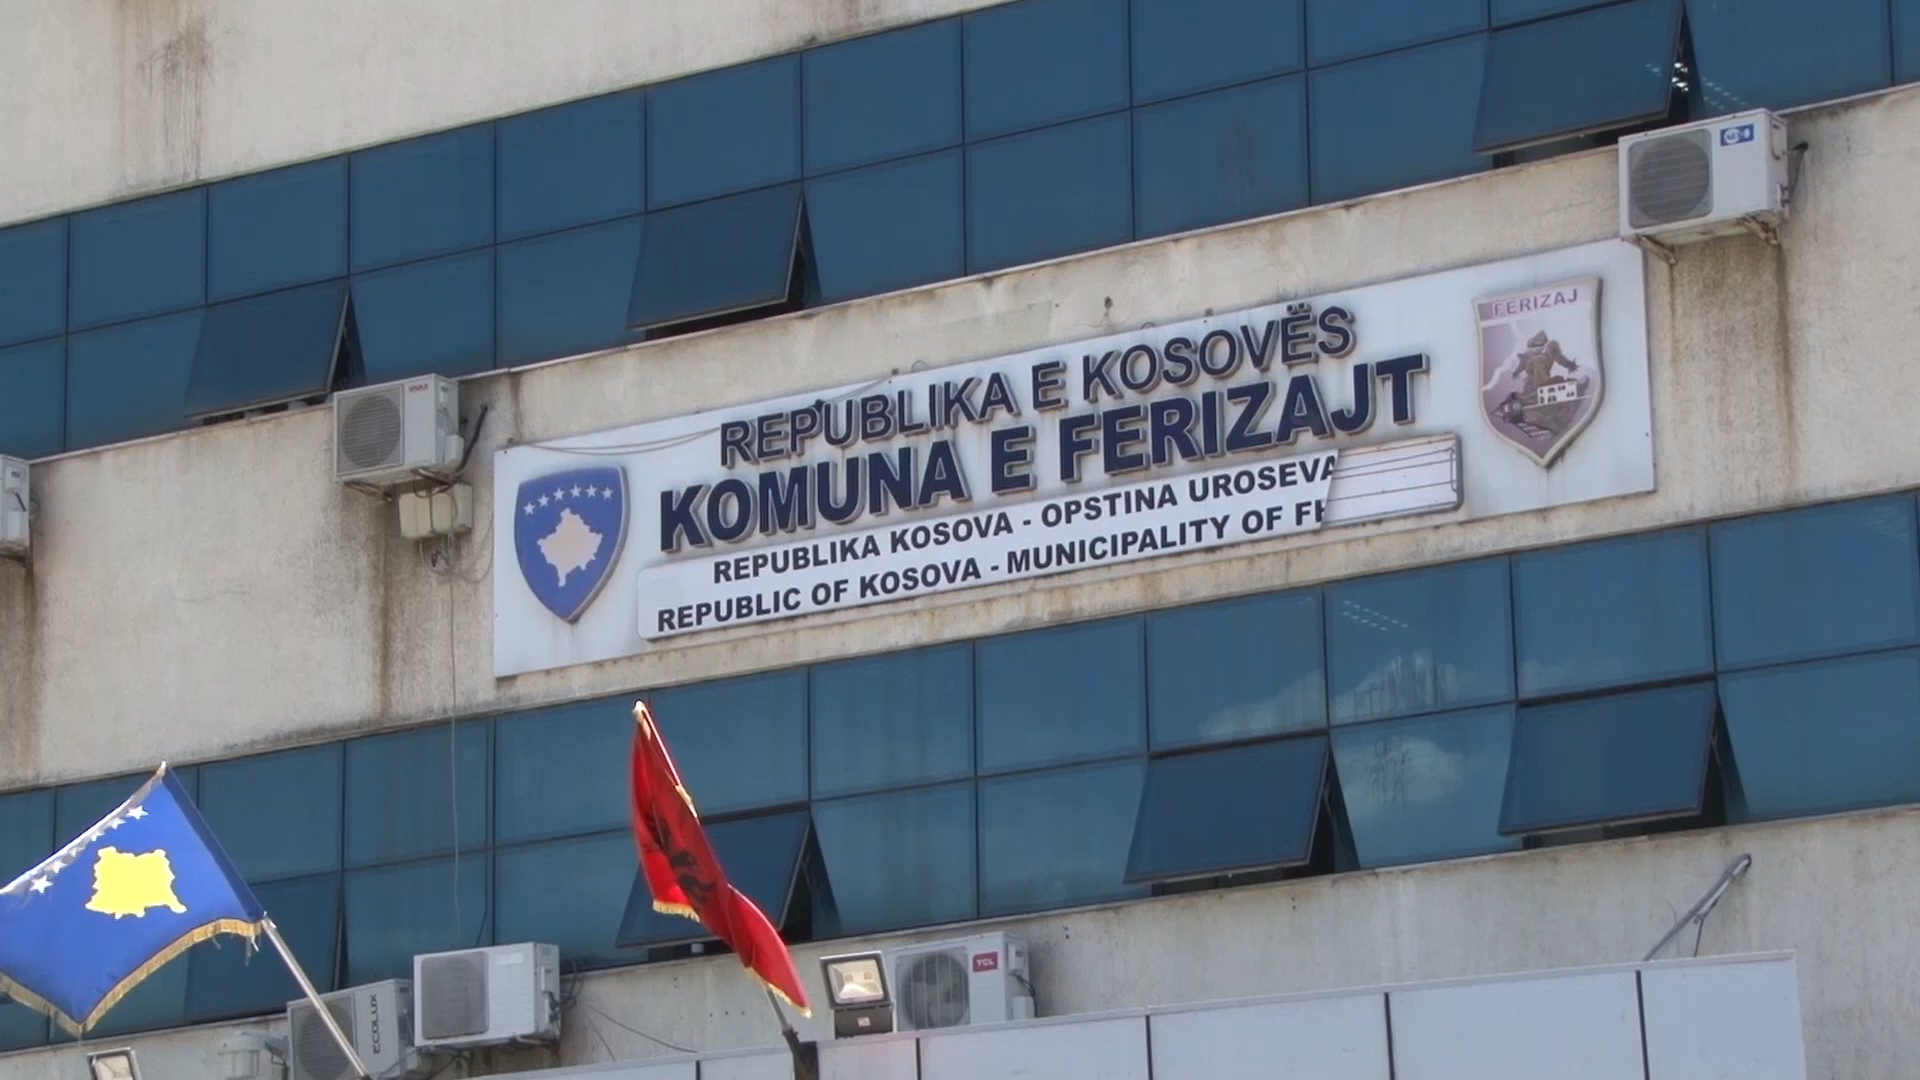 REPUBLIKA E KOSOVËS
KOMUNA E FERIZAJT
REPUBLIKA KOSOVA - OPSTINA UROSEVA
REPUBLIC OF KOSOVA - MUNICIPALITY OF
FERIZAJ
ECOLUX
TCL